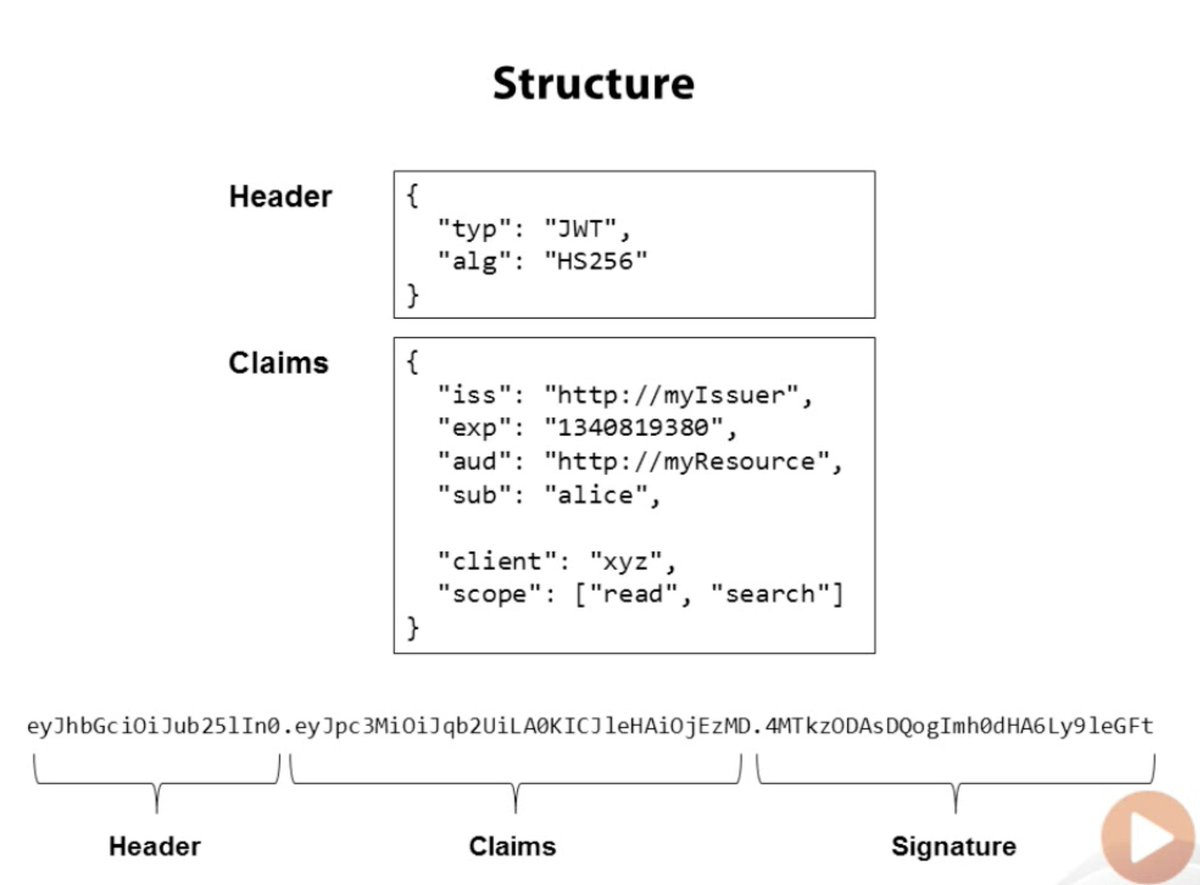 Structure
Header
{
"typ": "JWT",
"alg": "HS256"
}
Claims
{
"iss": "http://myIssuer",
"exp": "1340819380",
"aud": "http://myResource",
"sub": "alice",
"client": "xyz",
"scope": ["read", "search"]
}
eyJhbGciOiJub25lIn0.eyJpc3MiOiJqb2UiLA0KICJleHAiOjEzMD.4MTkzODAsDQogImh0dHA6Ly9leGFt
Header Claims Signature